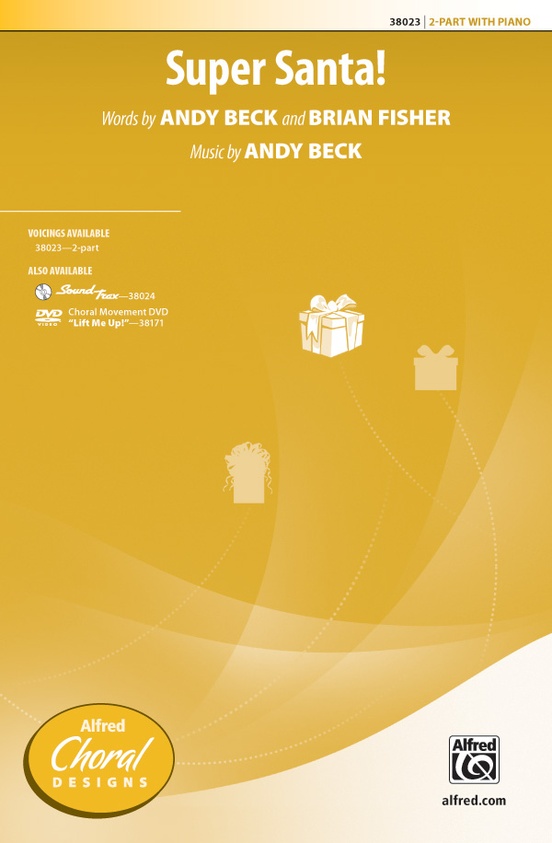 38023 | 2-PART WITH PIANO
Super Santa!
Words by ANDY BECK and BRIAN FISHER
Music by ANDY BECK
VOICINGS AVAILABLE
38023—2-part
ALSO AVAILABLE
SoundTrax—38024
DVD VIDEO Choral Movement DVD
"Lift Me Up!"—38171
Alfred
Choral
DESIGNS
Alfred
alfred.com